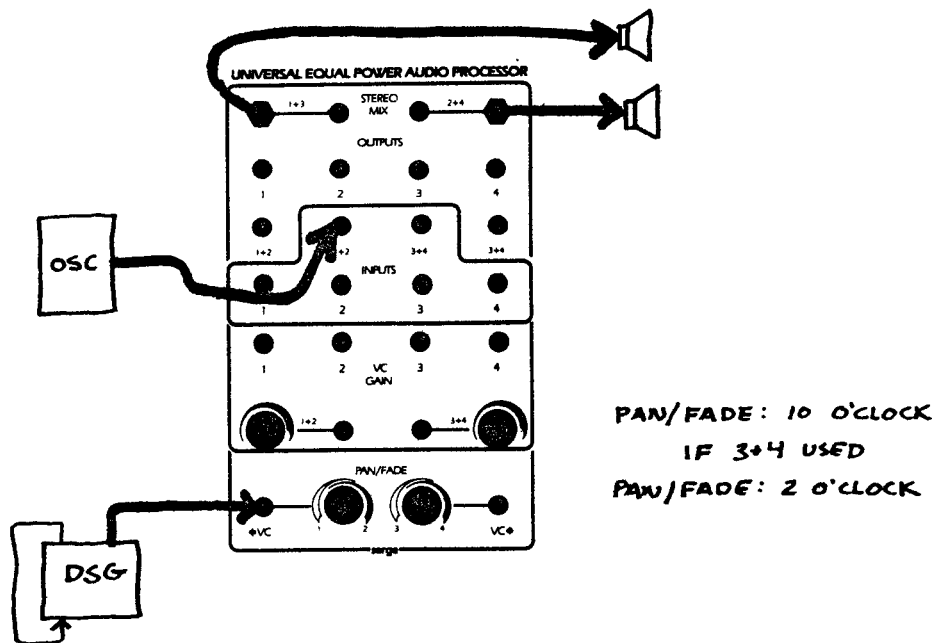 UNIVERSAL EQUAL POWER AUDIO PROCESSOR
1+3 STEREO 2+4
MIX
OUTPUTS
1 2 3 4
1+2 +2 3+4 3+4
OSC
INPUTS
1 2 3 4
1 2 VC 3 4
GAIN
1+2 3+4
PAN/FADE: 10 O'CLOCK
IF 3+4 USED
PAN/FADE: 2 O'CLOCK
PAN/FADE
VC 1 2 3 4 VC
serge
DSG